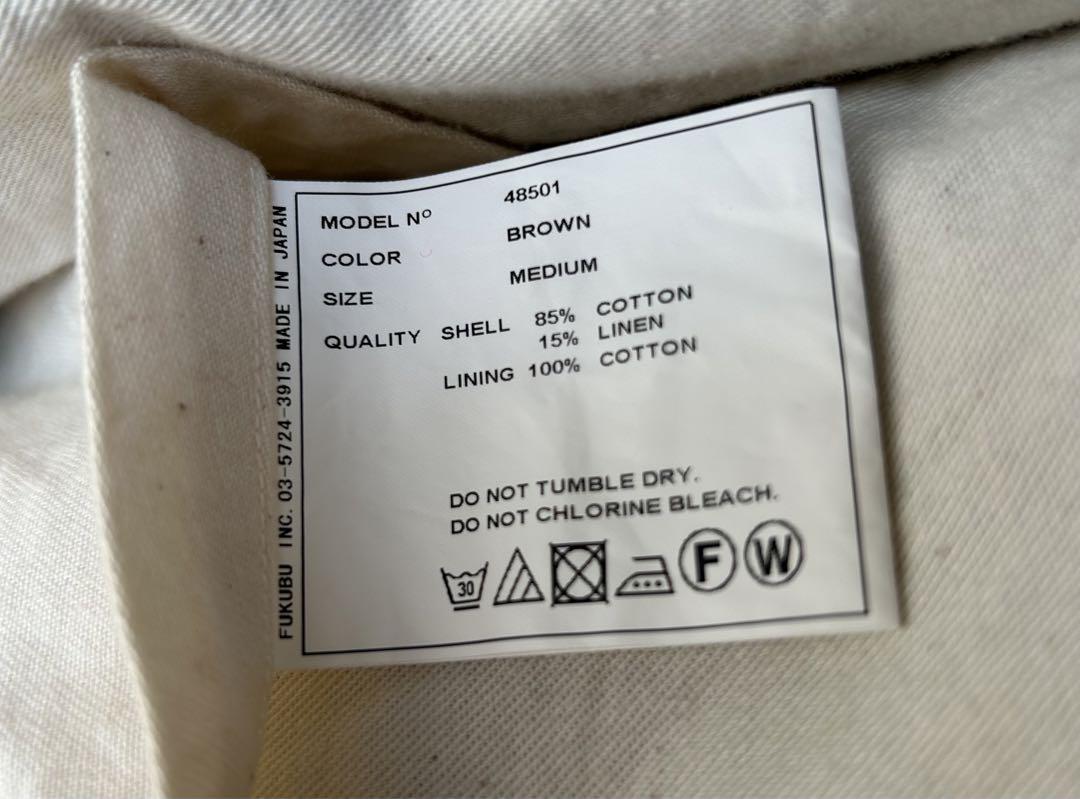 MODEL Nº 48501
COLOR BROWN
SIZE MEDIUM
QUALITY SHELL 85% COTTON
15% LINEN
LINING 100% COTTON
DO NOT TUMBLE DRY.
DO NOT CHLORINE BLEACH.
30 F W
FUKUBU INC. 03-5724-3915 MADE IN JAPAN